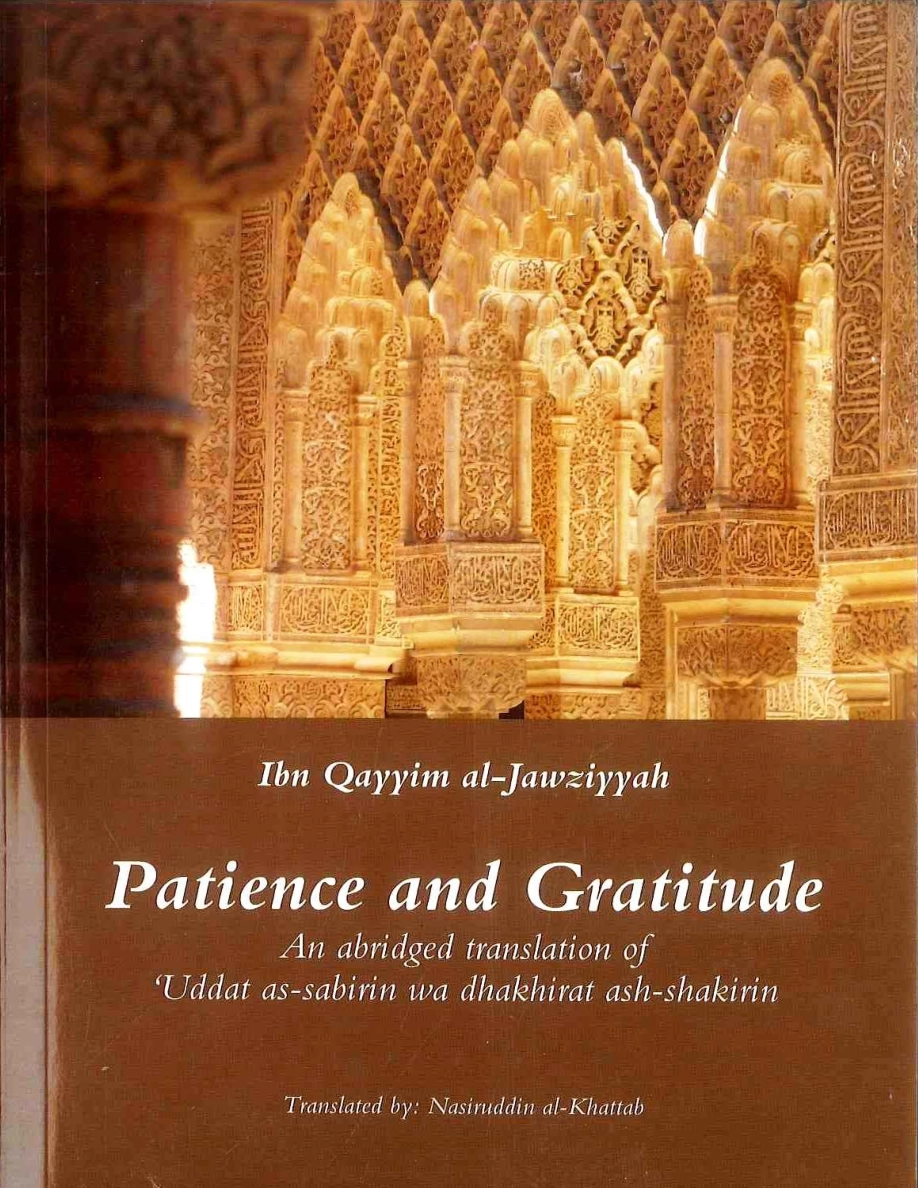 Ibn Qayyim al-Jawziyyah
Patience and Gratitude
An abridged translation of
‘Uddat as-sabirin wa dhakhirat ash-shakirin
Translated by: Nasiruddin al-Khattab